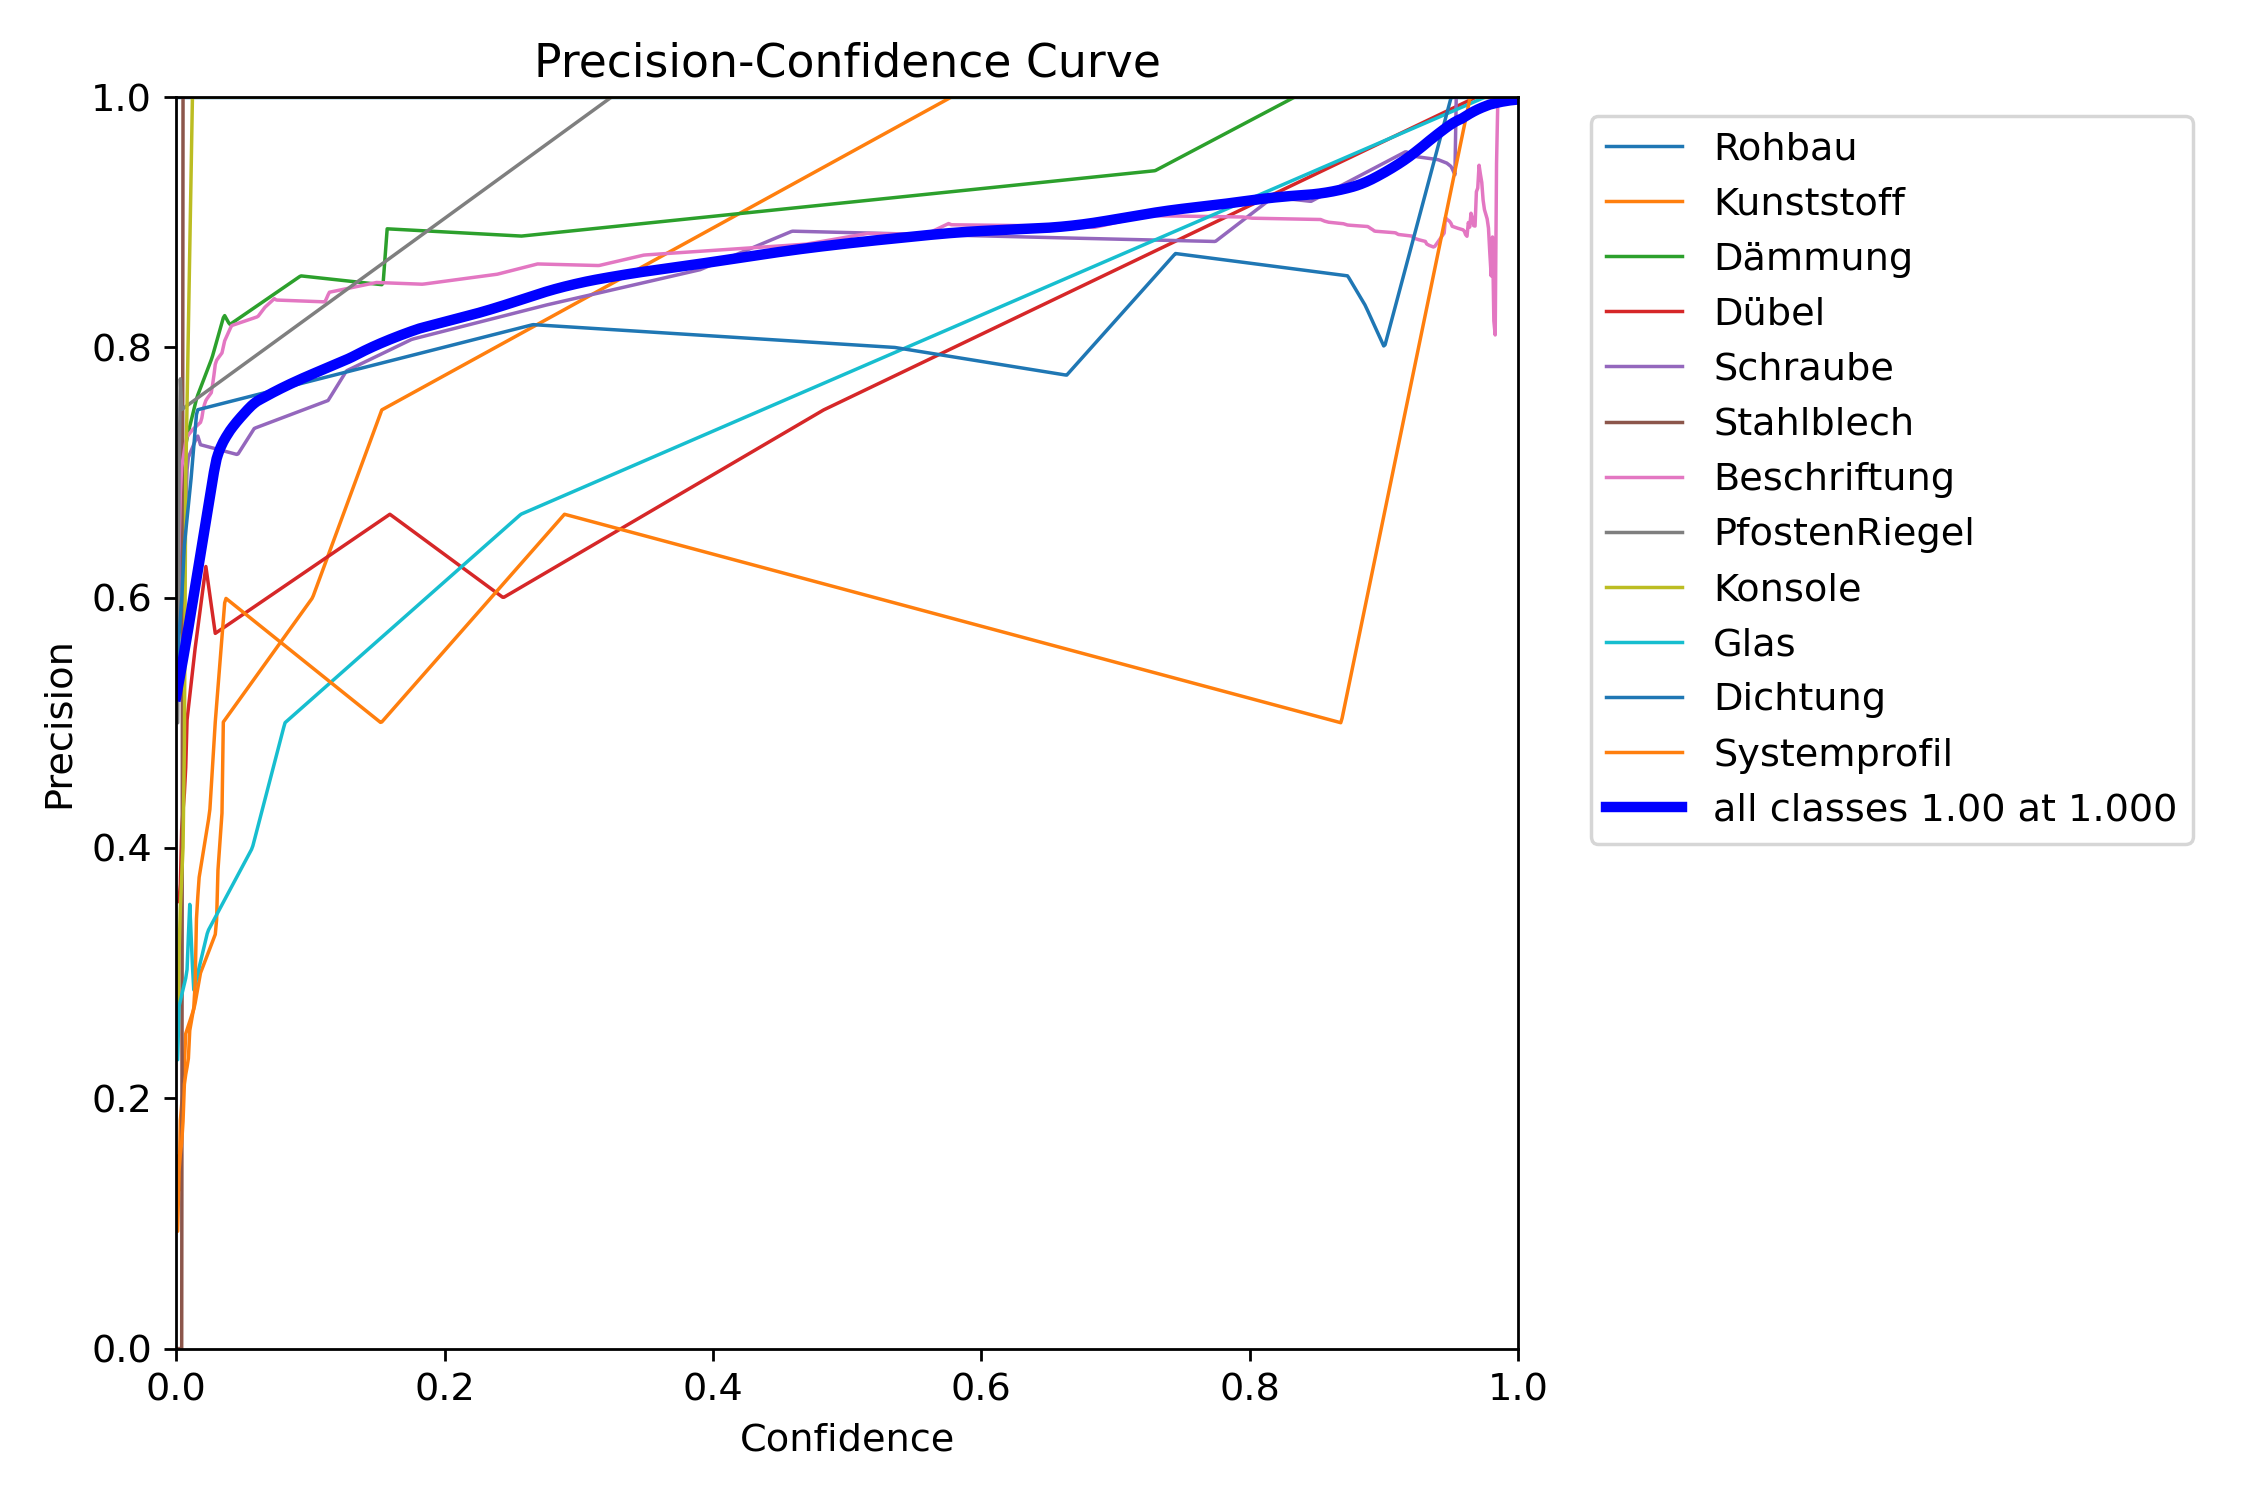 Precision-Confidence Curve
1.0
0.8
0.6
0.4
0.2
0.0
Precision
0.0 0.2 0.4 0.6 0.8 1.0
Confidence
Rohbau
Kunststoff
Dämmung
Dübel
Schraube
Stahlblech
Beschriftung
PfostenRiegel
Konsole
Glas
Dichtung
Systemprofil
all classes 1.00 at 1.000